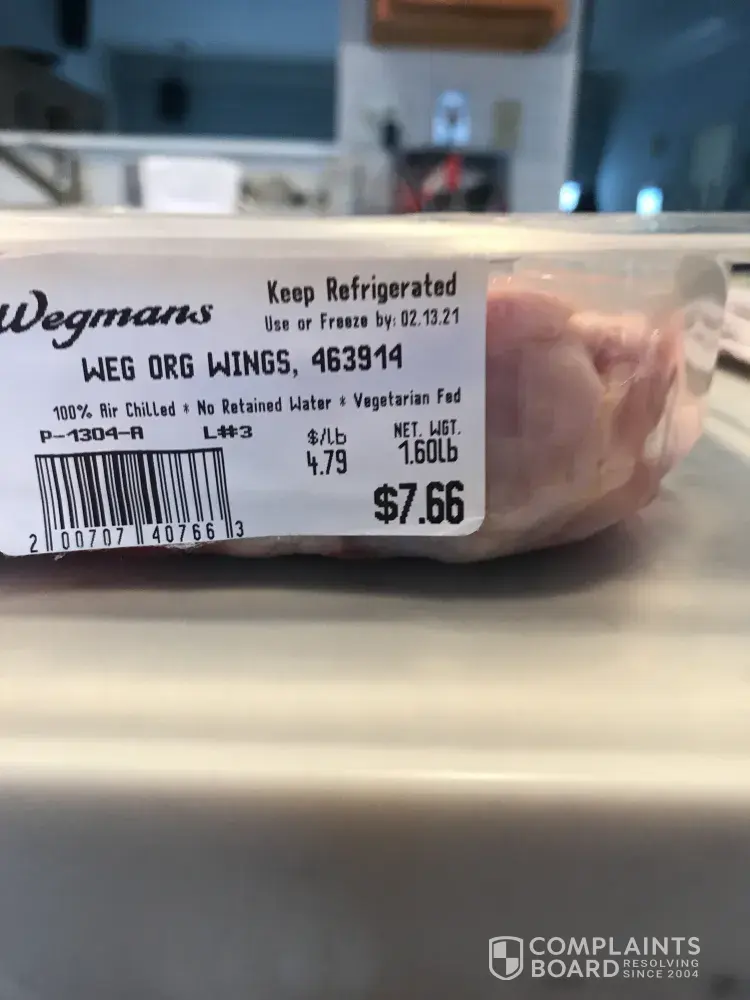 Wegmans
Keep Refrigerated
Use or Freeze by: 02.13.21
WEG ORG WINGS, 463914
100% Air Chilled * No Retained Water * Vegetarian Fed
P-1304-A L##3
$/Lb NET. WGT.
4.79 1.60Lb
$7.66
2 00707 40766 3
COMPLAINTS
BOARD RESOLVING
SINCE 2004